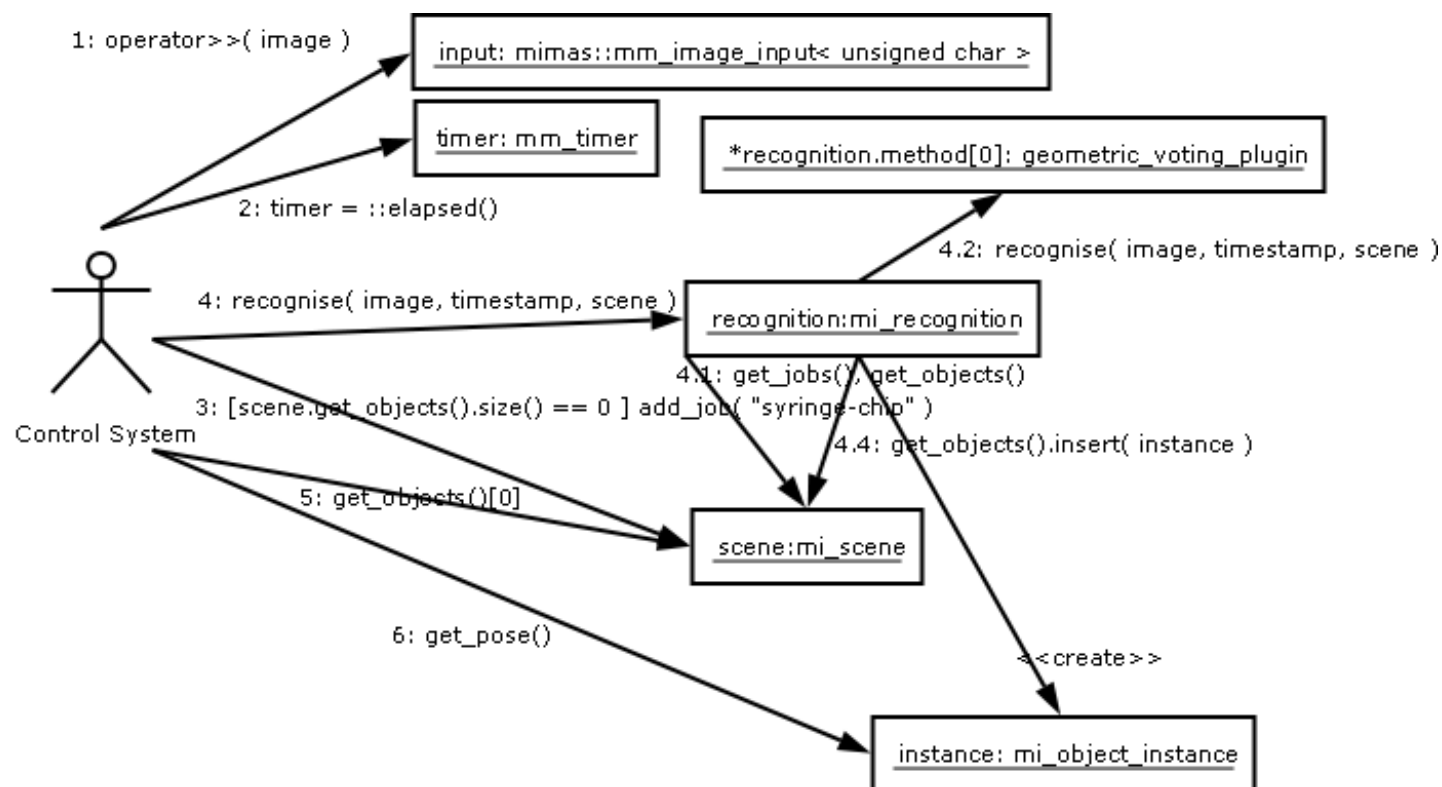 1: operator>>( image )
input: mimas::mm_image_input< unsigned char >
timer: mm_timer
*recognition.method[0]: geometric_voting_plugin
2: timer = ::elapsed()
4.2: recognise( image, timestamp, scene )
4: recognise( image, timestamp, scene )
recognition:mi_recognition
4.1: get_jobs(), get_objects()
3: [scene.get_objects().size() == 0 ] add_job( "syringe-chip" )
Control System
4.4: get_objects().insert( instance )
5: get_objects()[0]
scene:mi_scene
6: get_pose()
<<create>>
instance: mi_object_instance